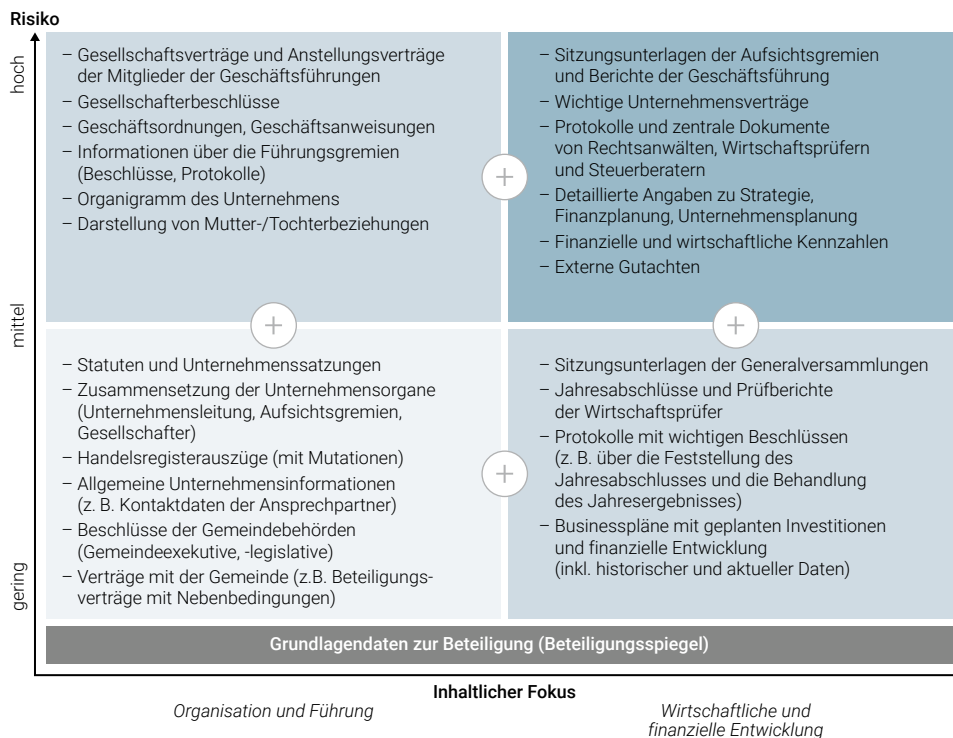 Risiko
hoch
– Gesellschaftsverträge und Anstellungsverträge
der Mitglieder der Geschäftsführungen
– Gesellschafterbeschlüsse
– Geschäftsordnungen, Geschäftsanweisungen
– Informationen über die Führungsgremien
(Beschlüsse, Protokolle)
– Organigramm des Unternehmens
– Darstellung von Mutter-/Tochterbeziehungen
– Sitzungsunterlagen der Aufsichtsgremien
und Berichte der Geschäftsführung
– Wichtige Unternehmensverträge
– Protokolle und zentrale Dokumente
von Rechtsanwälten, Wirtschaftsprüfern
und Steuerberatern
– Detaillierte Angaben zu Strategie,
Finanzplanung, Unternehmensplanung
– Finanzielle und wirtschaftliche Kennzahlen
– Externe Gutachten
+
mittel
+
+
– Statuten und Unternehmenssatzungen
– Zusammensetzung der Unternehmensorgane
(Unternehmensleitung, Aufsichtsgremien,
Gesellschafter)
– Handelsregisterauszüge (mit Mutationen)
– Allgemeine Unternehmensinformationen
(z. B. Kontaktdaten der Ansprechpartner)
– Beschlüsse der Gemeindebehörden
(Gemeindeexekutive, -legislative)
– Verträge mit der Gemeinde (z.B. Beteiligungs-
verträge mit Nebenbedingungen)
+
– Sitzungsunterlagen der Generalversammlungen
– Jahresabschlüsse und Prüfberichte
der Wirtschaftsprüfer
– Protokolle mit wichtigen Beschlüssen
(z. B. über die Feststellung des
Jahresabschlusses und die Behandlung
des Jahresergebnisses)
– Businesspläne mit geplanten Investitionen
und finanzielle Entwicklung
(inkl. historischer und aktueller Daten)
gering
Grundlagendaten zur Beteiligung (Beteiligungsspiegel)
Inhaltlicher Fokus
Organisation und Führung
Wirtschaftliche und
finanzielle Entwicklung